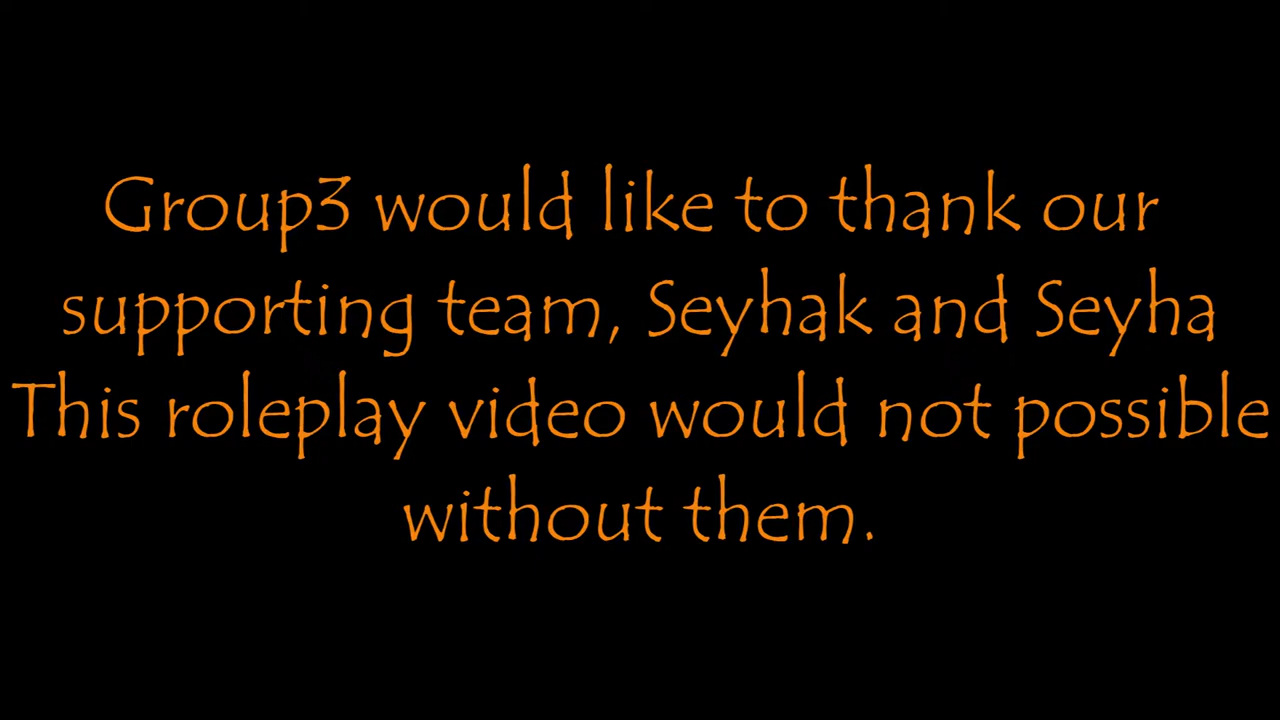 Group3 would like to thank our
supporting team, Seyhak and Seyha
This roleplay video would not possible
without them.